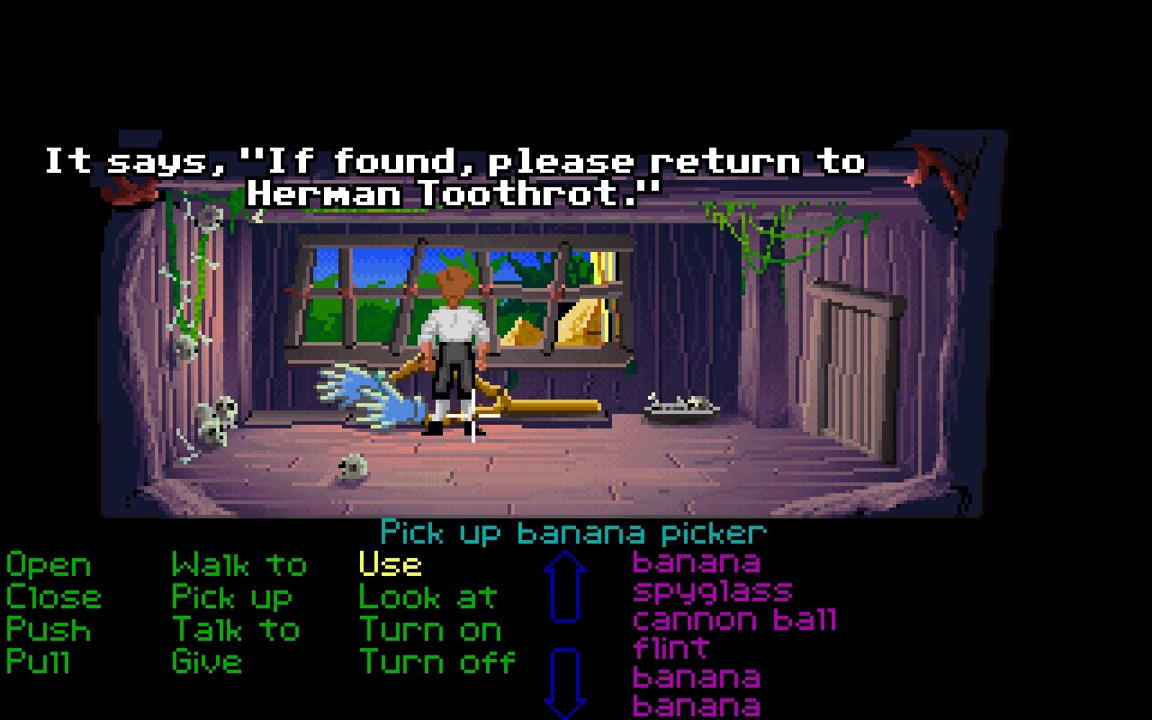 It says, "If found, please return to
Herman Toothrot."
Pick up banana picker
Open Walk to Use banana
Close Pick up Look at spyglass
Push Talk to Turn on cannon ball
Pull Give Turn off flint
banana
banana